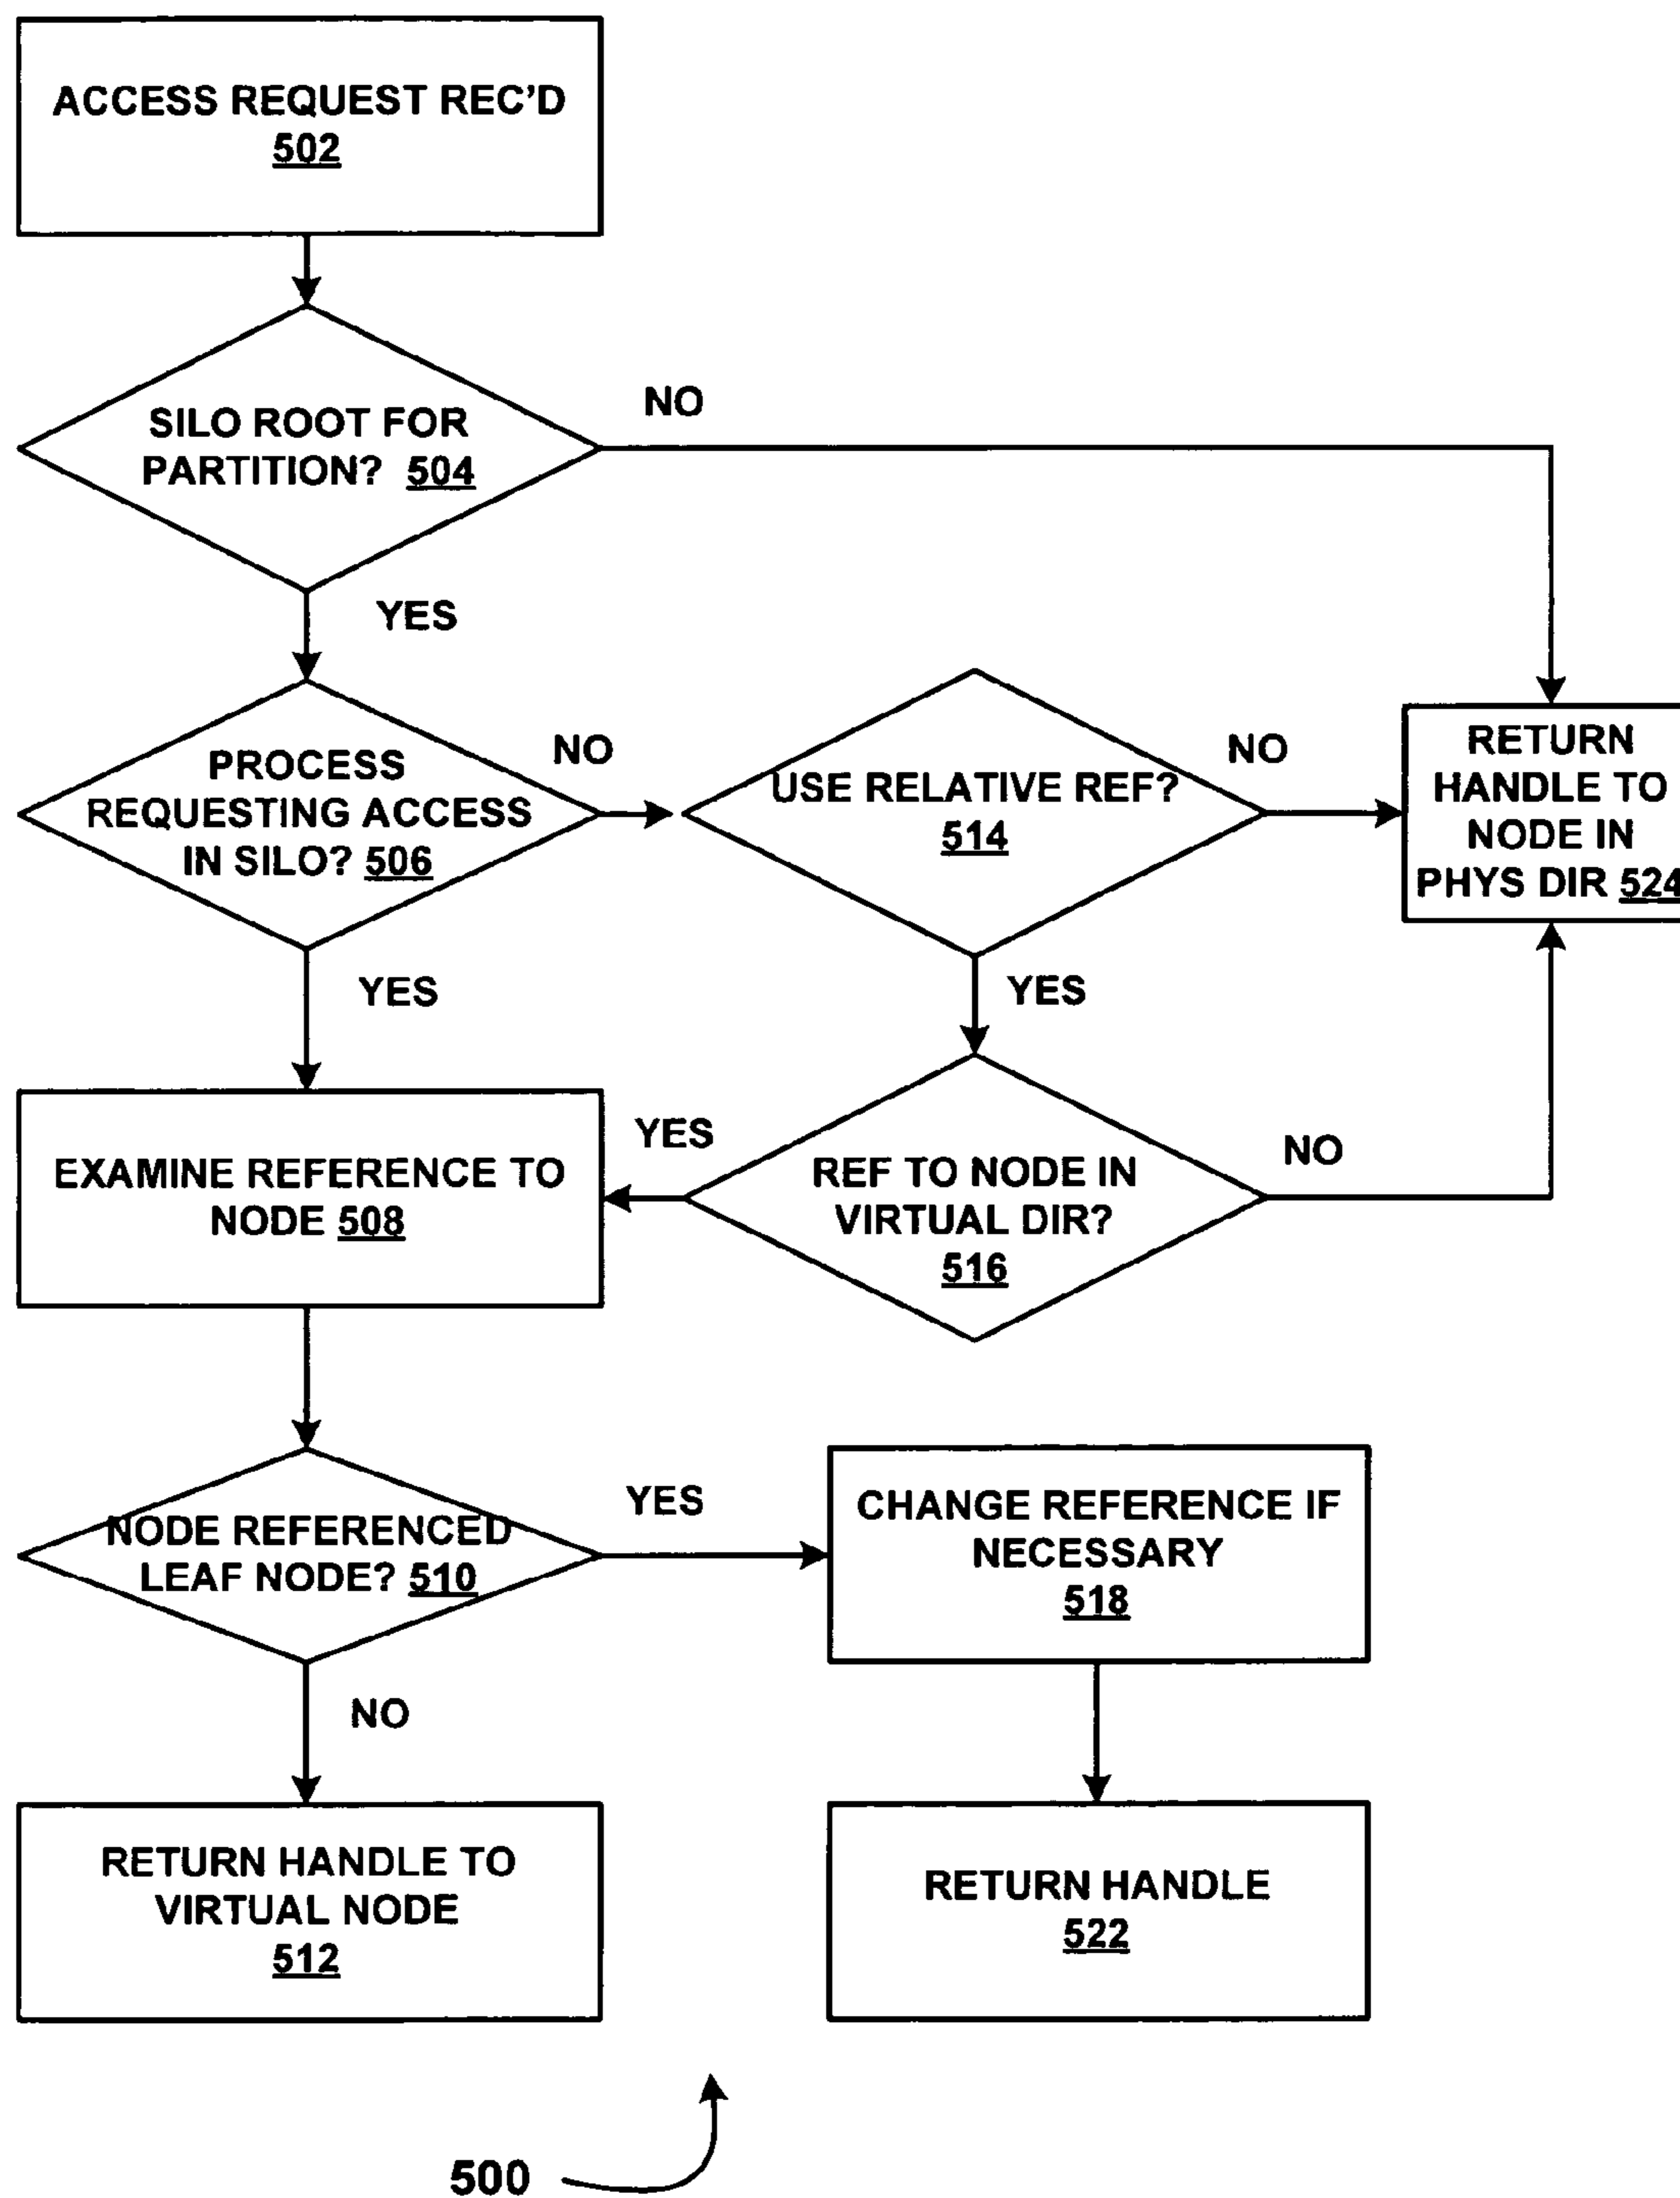 ACCESS REQUEST REC'D
502
SILO ROOT FOR
PARTITION? 504
NO
YES
PROCESS
REQUESTING ACCESS
IN SILO? 506
NO
USE RELATIVE REF?
514
NO
RETURN
HANDLE TO
NODE IN
PHYS DIR 524
YES
YES
EXAMINE REFERENCE TO
NODE 508
YES
REF TO NODE IN
VIRTUAL DIR?
516
NO
NODE REFERENCED
LEAF NODE? 510
YES
CHANGE REFERENCE IF
NECESSARY
518
NO
RETURN HANDLE TO
VIRTUAL NODE
512
RETURN HANDLE
522
500